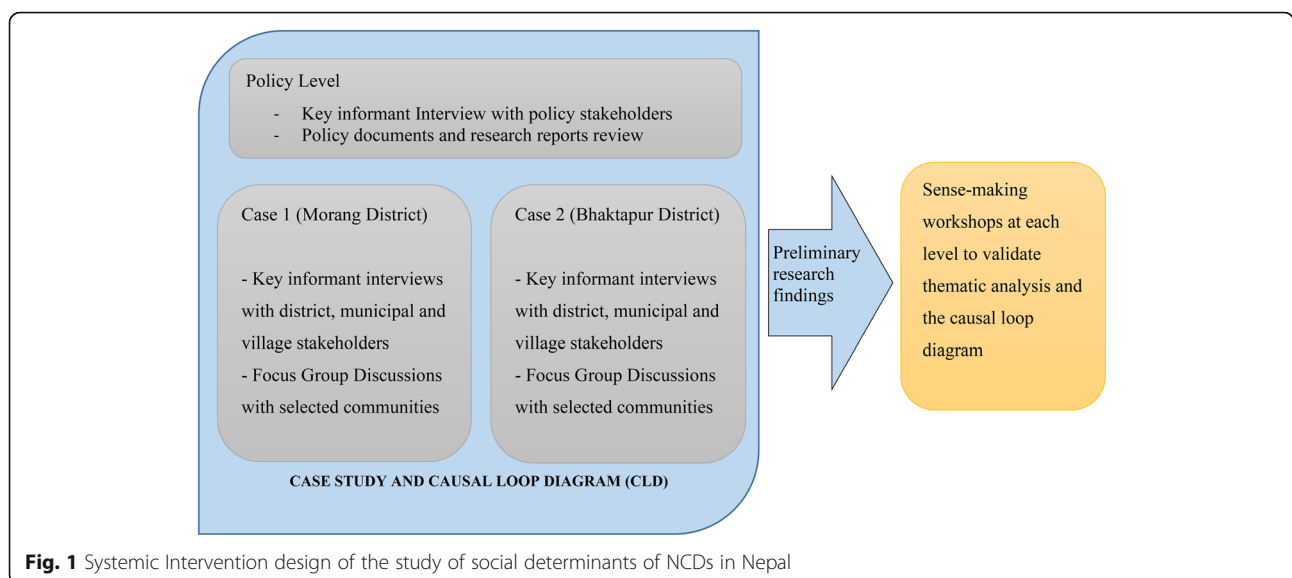 Policy Level
- Key informant Interview with policy stakeholders
- Policy documents and research reports review
Case 1 (Morang District)
- Key informant interviews
with district, municipal and
village stakeholders
- Focus Group Discussions
with selected communities
Case 2 (Bhaktapur District)
- Key informant interviews
with district, municipal and
village stakeholders
- Focus Group Discussions
with selected communities
CASE STUDY AND CAUSAL LOOP DIAGRAM (CLD)
Preliminary
research
findings
Sense-making
workshops at each
level to validate
thematic analysis and
the causal loop
diagram
Fig. 1 Systemic Intervention design of the study of social determinants of NCDs in Nepal